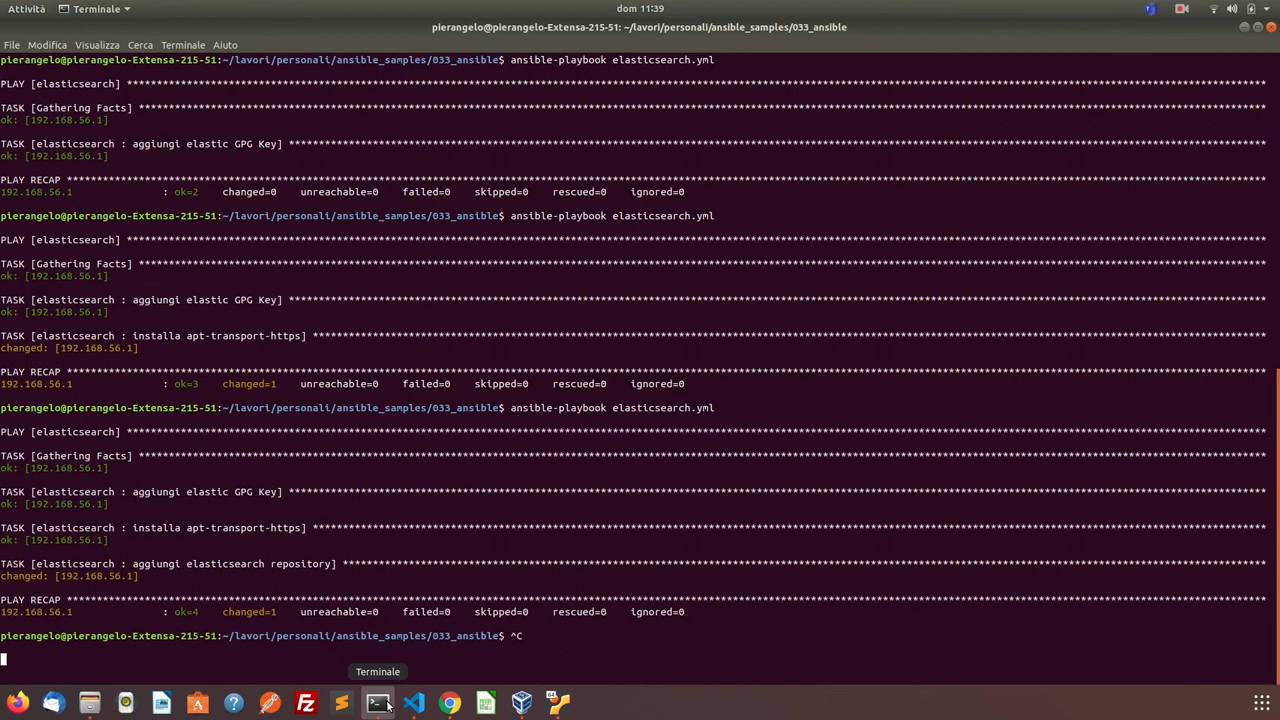 Attività Terminale dom 11:39
pierangelo@pierangelo-Extensa-215-51: ~/lavori/personali/ansible_samples/033_ansible
File Modifica Visualizza Cerca Terminale Aiuto
pierangelo@pierangelo-Extensa-215-51:~/lavori/personali/ansible_samples/033_ansible$ ansible-playbook elasticsearch.yml
PLAY [elasticsearch] ****************************************************************
TASK [Gathering Facts] ****************************************************************
ok: [192.168.56.1]
TASK [elasticsearch : aggiungi elastic GPG Key] ****************************************************************
ok: [192.168.56.1]
PLAY RECAP ****************************************************************
192.168.56.1 : ok=2 changed=0 unreachable=0 failed=0 skipped=0 rescued=0 ignored=0
pierangelo@pierangelo-Extensa-215-51:~/lavori/personali/ansible_samples/033_ansible$ ansible-playbook elasticsearch.yml
PLAY [elasticsearch] ****************************************************************
TASK [Gathering Facts] ****************************************************************
ok: [192.168.56.1]
TASK [elasticsearch : aggiungi elastic GPG Key] ****************************************************************
ok: [192.168.56.1]
TASK [elasticsearch : installa apt-transport-https] ****************************************************************
changed: [192.168.56.1]
PLAY RECAP ****************************************************************
192.168.56.1 : ok=3 changed=1 unreachable=0 failed=0 skipped=0 rescued=0 ignored=0
pierangelo@pierangelo-Extensa-215-51:~/lavori/personali/ansible_samples/033_ansible$ ansible-playbook elasticsearch.yml
PLAY [elasticsearch] ****************************************************************
TASK [Gathering Facts] ****************************************************************
ok: [192.168.56.1]
TASK [elasticsearch : aggiungi elastic GPG Key] ****************************************************************
ok: [192.168.56.1]
TASK [elasticsearch : installa apt-transport-https] ****************************************************************
ok: [192.168.56.1]
TASK [elasticsearch : aggiungi elasticsearch repository] ****************************************************************
changed: [192.168.56.1]
PLAY RECAP ****************************************************************
192.168.56.1 : ok=4 changed=1 unreachable=0 failed=0 skipped=0 rescued=0 ignored=0
pierangelo@pierangelo-Extensa-215-51:~/lavori/personali/ansible_samples/033_ansible$ ^C
Terminale